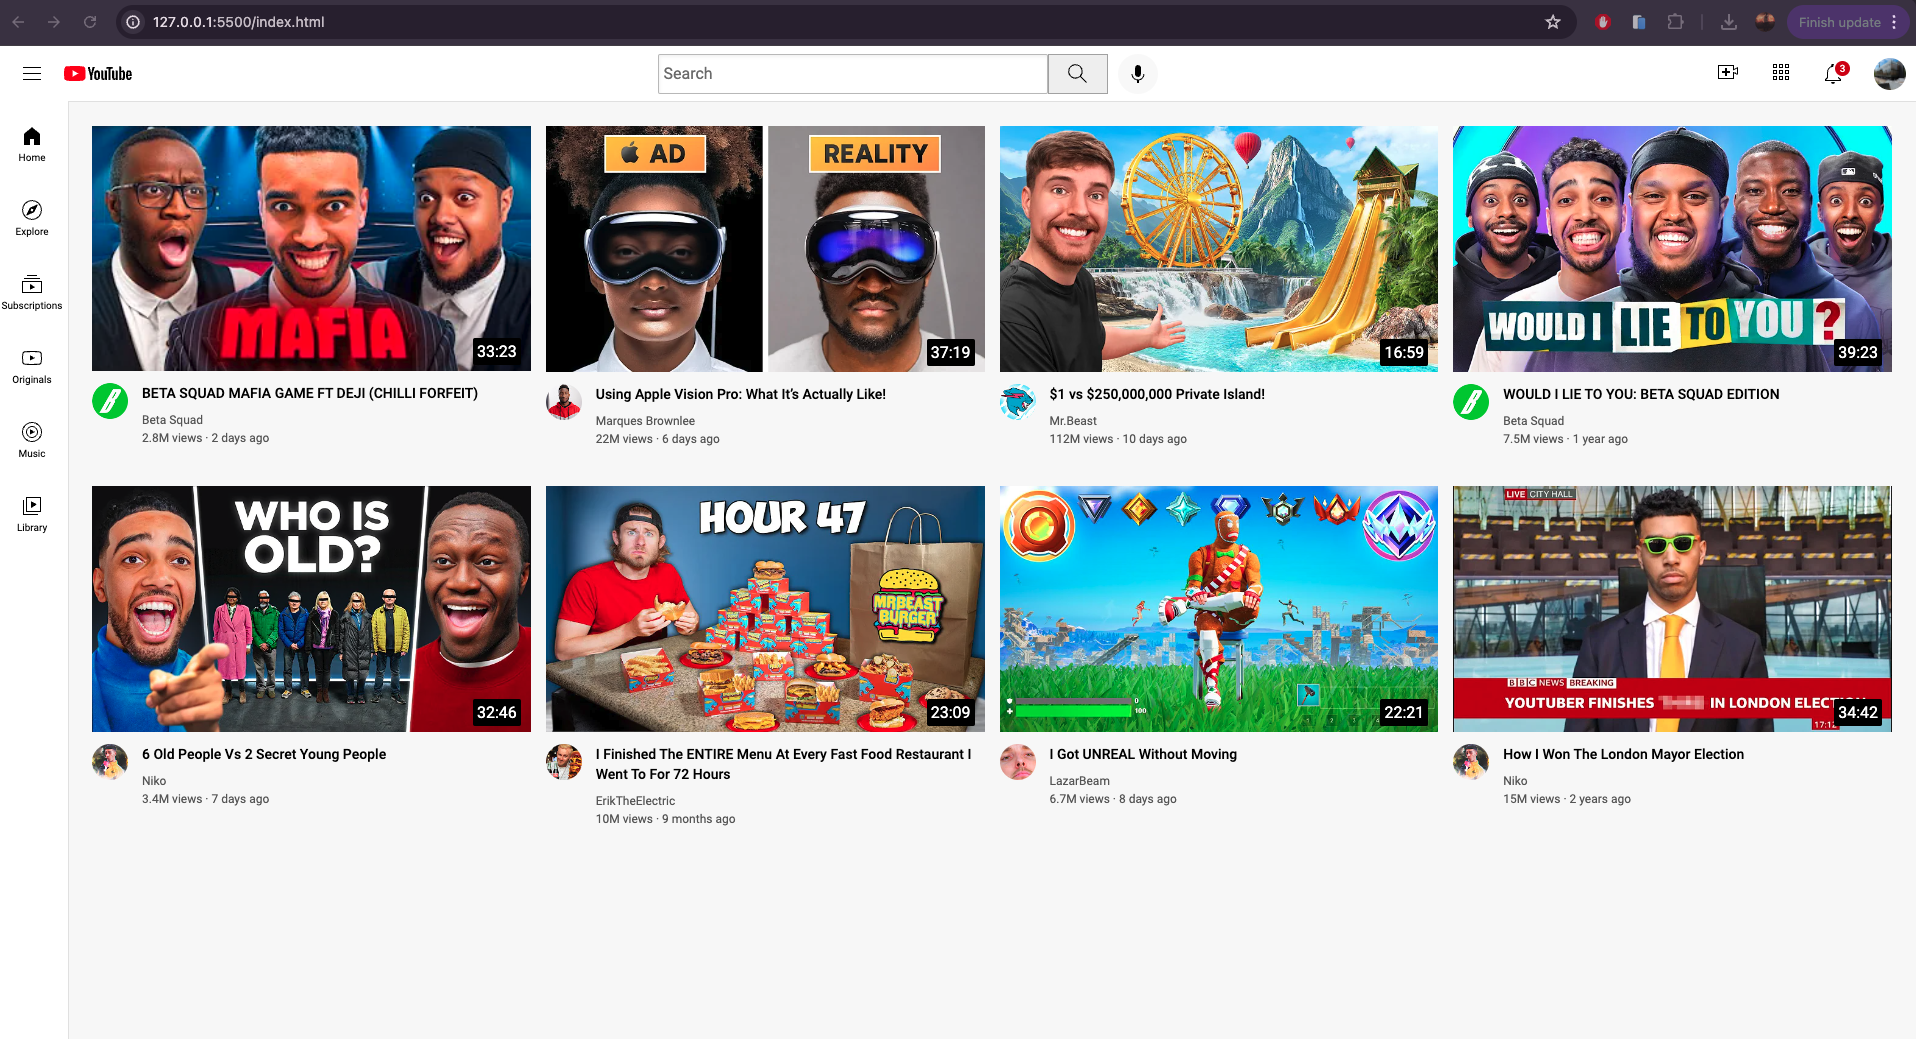 127.0.0.1:5500/index.html
Finish update
YouTube
Search
3
Home
Explore
Subscriptions
Originals
Music
Library
MAFIA
33:23
BETA SQUAD MAFIA GAME FT DEJI (CHILLI FORFEIT)
Beta Squad
2.8M views · 2 days ago
AD
REALITY
37:19
Using Apple Vision Pro: What It’s Actually Like!
Marques Brownlee
22M views · 6 days ago
16:59
$1 vs $250,000,000 Private Island!
Mr.Beast
112M views · 10 days ago
WOULD I LIE TO YOU ?
39:23
WOULD I LIE TO YOU: BETA SQUAD EDITION
Beta Squad
7.5M views · 1 year ago
WHO IS
OLD?
32:46
6 Old People Vs 2 Secret Young People
Niko
3.4M views · 7 days ago
HOUR 47
MRBEAST
BURGER
23:09
I Finished The ENTIRE Menu At Every Fast Food Restaurant I
Went To For 72 Hours
ErikTheElectric
10M views · 9 months ago
0
100
1 2 3 4
22:21
I Got UNREAL Without Moving
LazarBeam
6.7M views · 8 days ago
LIVE CITY HALL
BBC NEWS BREAKING
YOUTUBER FINISHES IN LONDON ELECTION
17:12
34:42
How I Won The London Mayor Election
Niko
15M views · 2 years ago